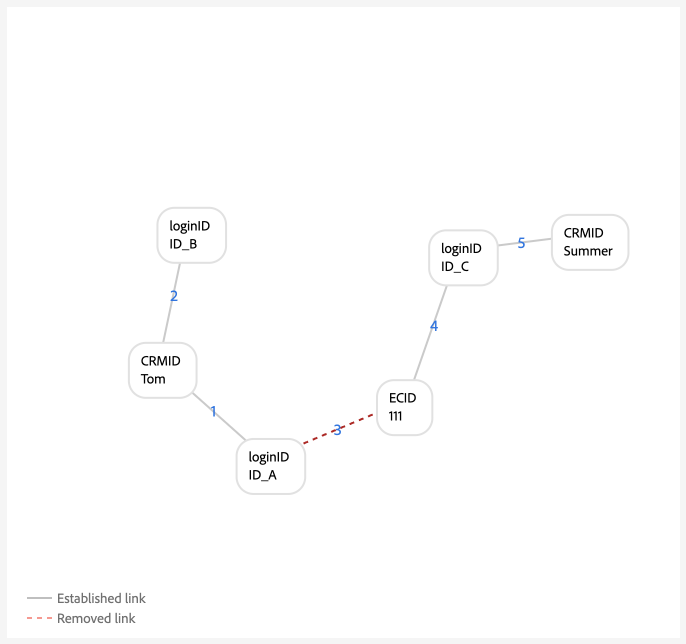 loginID
ID_B
CRMID
Summer
loginID
ID_C
5
2
4
CRMID
Tom
ECID
111
1
3
loginID
ID_A
Established link
Removed link